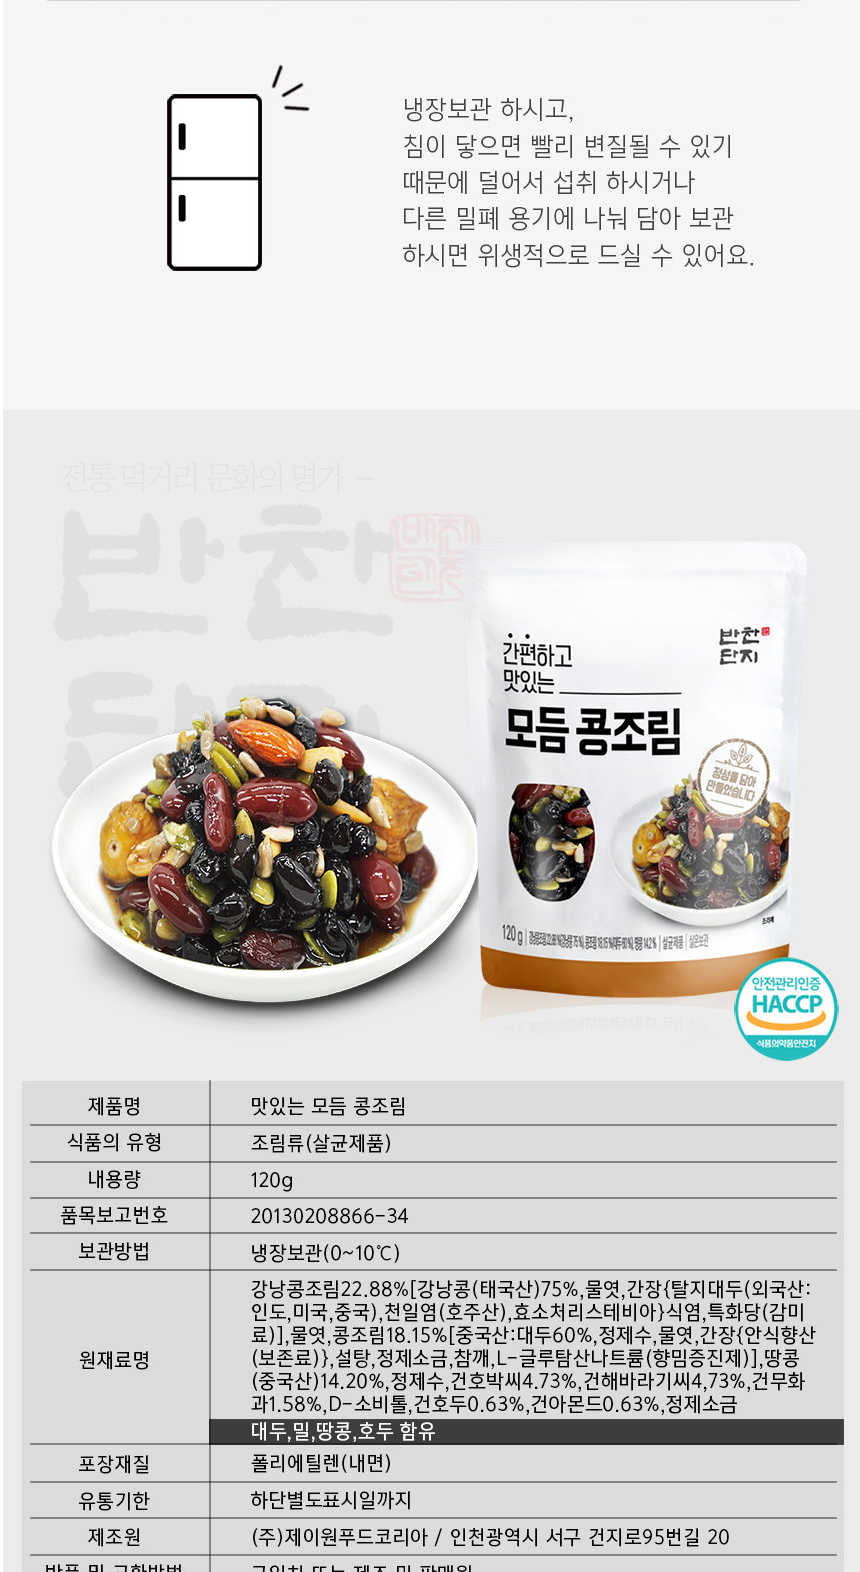 냉장보관 하시고,
침이 닿으면 빨리 변질될 수 있기
때문에 덜어서 섭취 하시거나
다른 밀폐 용기에 나눠 담아 보관
하시면 위생적으로 드실 수 있어요.
전통 먹거리 문화의 명가 –
반찬
단지
반찬
단지
간편하고
맛있는
모듬 콩조림
반찬
단지
정성을 담아
만들었습니다
조리예
120g
살균제품
실온보관
안전관리인증
HACCP
식품의약품안전처
제품명 맛있는 모듬 콩조림
식품의 유형 조림류(살균제품)
내용량 120g
품목보고번호 20130208866-34
보관방법 냉장보관(0~10℃)
원재료명
강낭콩조림22.88%[강낭콩(태국산)75%,물엿,간장{탈지대두(외국산:
인도,미국,중국),천일염(호주산),효소처리스테비아}식염,특화당(감미
료)],물엿,콩조림18.15%[중국산:대두60%,정제수,물엿,간장{안식향산
(보존료)},설탕,정제소금,참깨,L-글루탐산나트륨(향밈증진제)],땅콩
(중국산)14.20%,정제수,건호박씨4.73%,건해바라기씨4,73%,건무화
과1.58%,D-소비톨,건호두0.63%,건아몬드0.63%,정제소금
대두,밀,땅콩,호두 함유
포장재질 폴리에틸렌(내면)
유통기한 하단별도표시일까지
제조원 (주)제이원푸드코리아 / 인천광역시 서구 건지로95번길 20